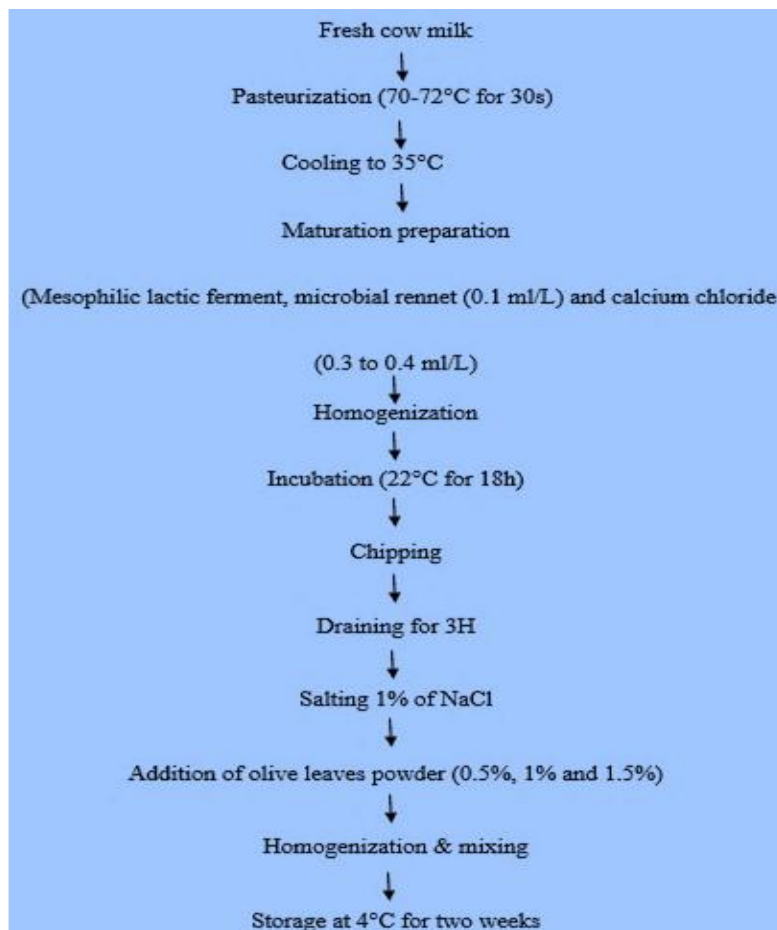 Fresh cow milk
Pasteurization (70-72°C for 30s)
Cooling to 35°C
Maturation preparation
(Mesophilic lactic ferment, microbial rennet (0.1 ml/L) and calcium chloride
(0.3 to 0.4 ml/L)
Homogenization
Incubation (22°C for 18h)
Chipping
Draining for 3H
Salting 1% of NaCl
Addition of olive leaves powder (0.5%, 1% and 1.5%)
Homogenization & mixing
Storage at 4°C for two weeks